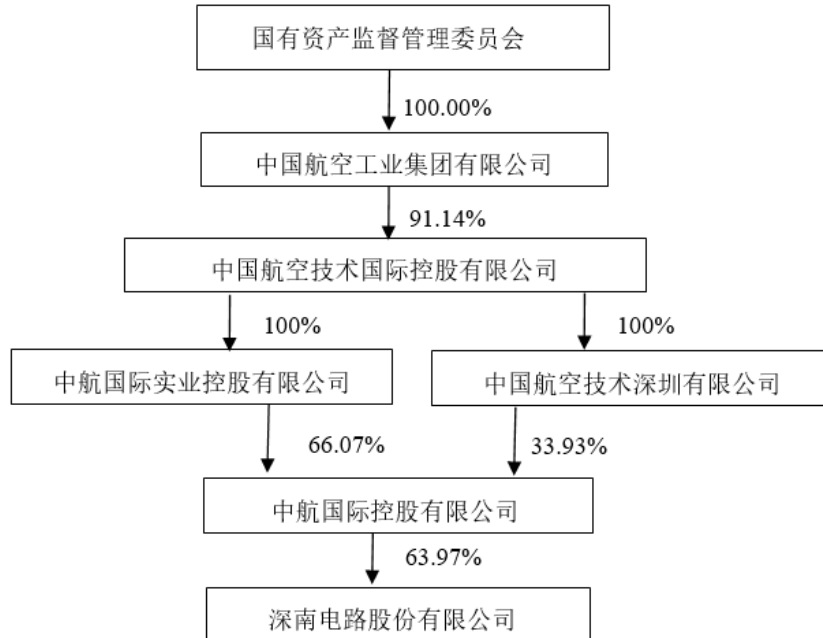 国有资产监督管理委员会
100.00%
中国航空工业集团有限公司
91.14%
中国航空技术国际控股有限公司
100%
100%
中航国际实业控股有限公司
中国航空技术深圳有限公司
66.07%
33.93%
中航国际控股有限公司
63.97%
深南电路股份有限公司